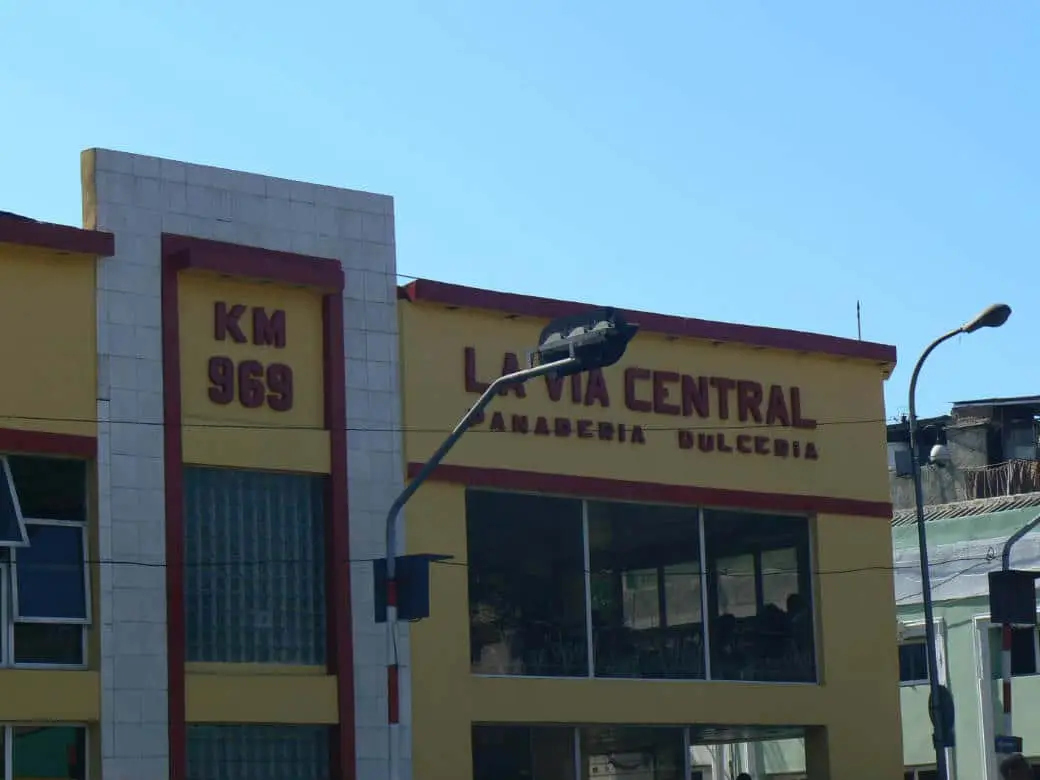 KM
969
LA VIA CENTRAL
PANADERIA DULCERIA